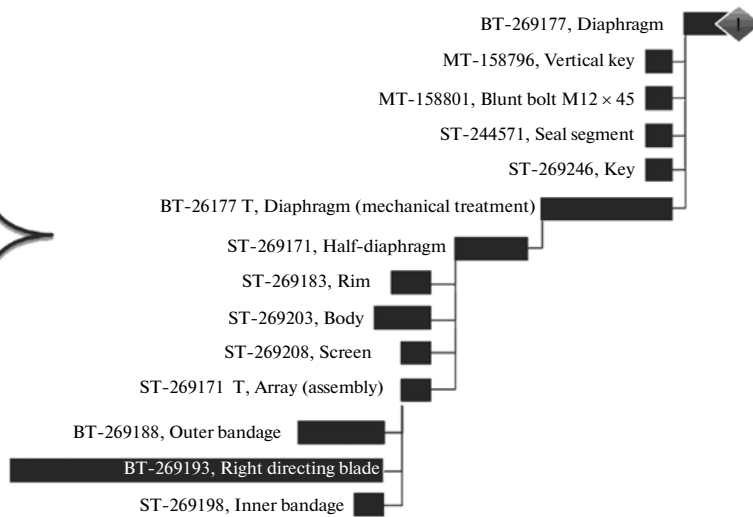 BT-269177, Diaphragm
MT-158796, Vertical key
MT-158801, Blunt bolt M12 × 45
ST-244571, Seal segment
ST-269246, Key
BT-26177 T, Diaphragm (mechanical treatment)
ST-269171, Half-diaphragm
ST-269183, Rim
ST-269203, Body
ST-269208, Screen
ST-269171 T, Array (assembly)
BT-269188, Outer bandage
BT-269193, Right directing blade
ST-269198, Inner bandage